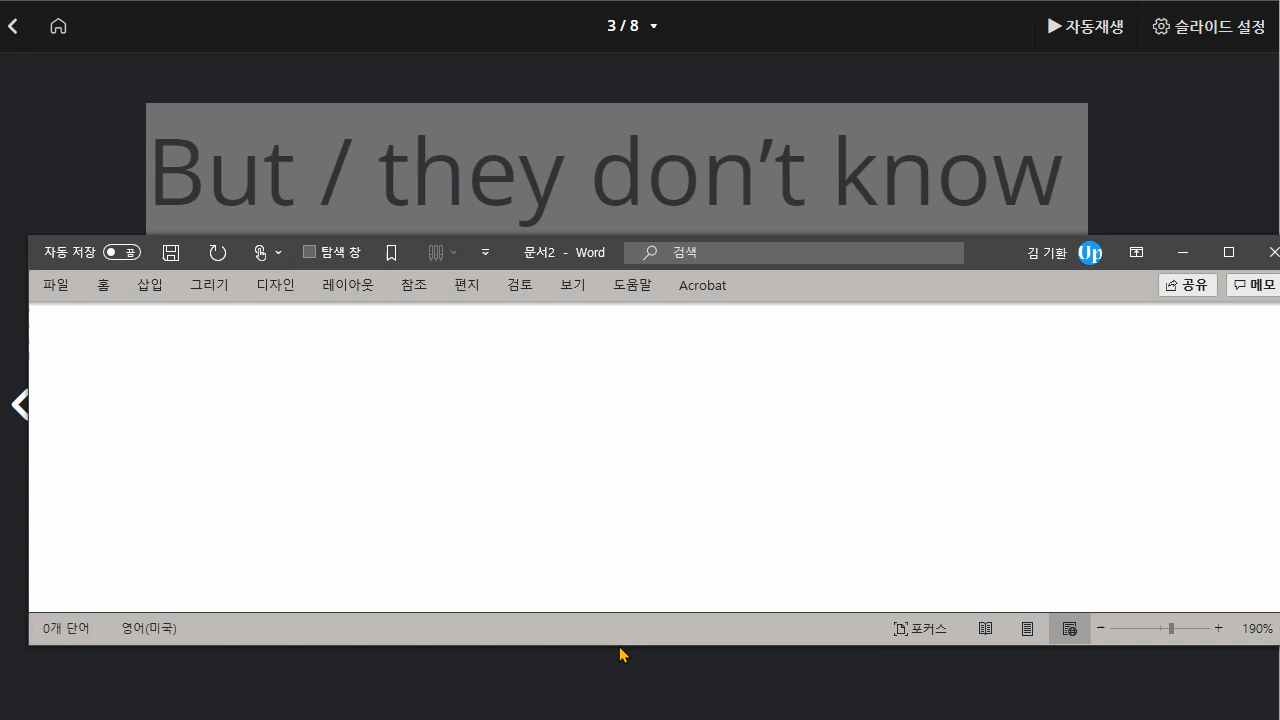 3 / 8
자동재생
슬라이드 설정
But / they don’t know
자동 저장 끔 탐색 창 문서2 - Word 검색 김 기환 Up
파일 홈 삽입 그리기 디자인 레이아웃 참조 편지 검토 보기 도움말 Acrobat 공유 메모
0개 단어 영어(미국) 포커스 190%